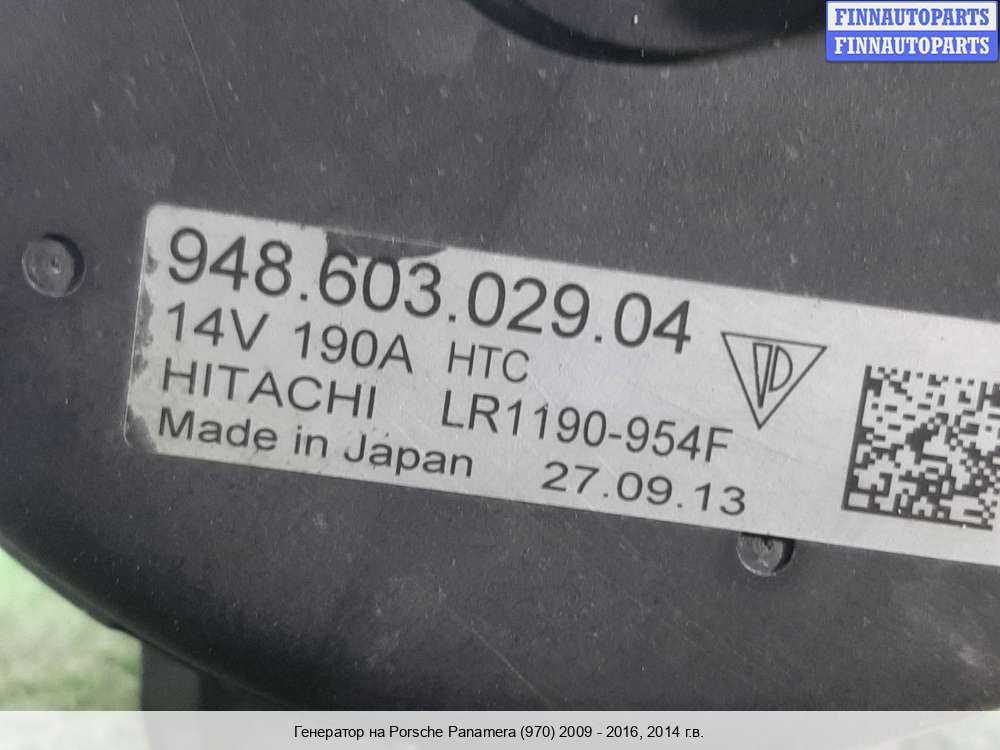 FINNAUTOPARTS
FINNAUTOPARTS
948.603.029.04
14V 190A HTC
HITACHI LR1190-954F
Made in Japan 27.09.13
Генератор на Porsche Panamera (970) 2009 - 2016, 2014 г.в.